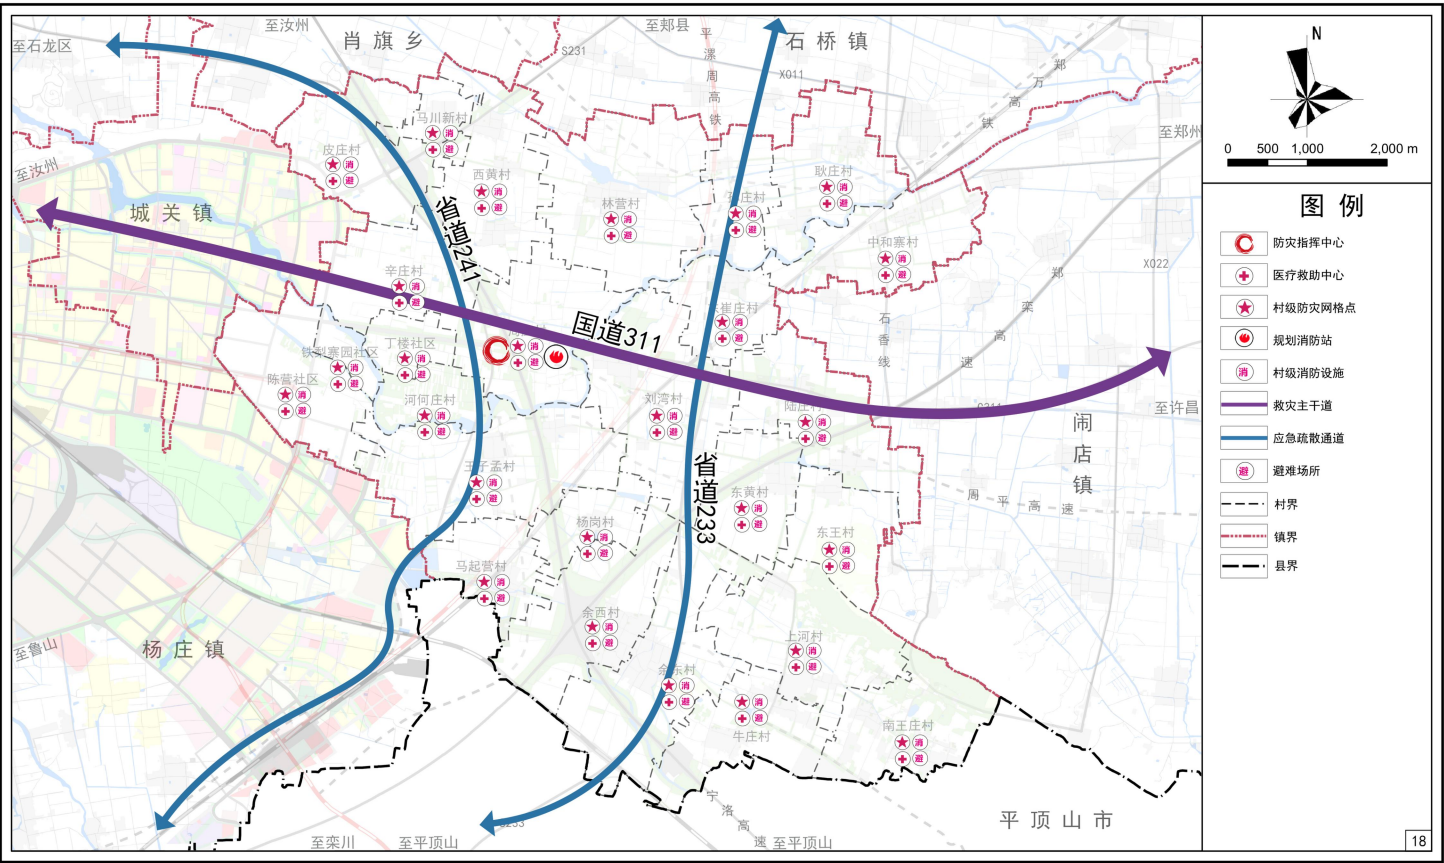 至汝州
肖旗乡
至郏县
石桥镇
至石龙区
S231
平漯周高铁
X011
郑万高铁
至郑州
马川新村
皮庄村
西黄村
耿庄村
林营村
至汝州
城关镇
省道241
中和寨村
X022
辛庄村
郑栾高速
石香线
国道311
丁楼社区
铁梨寨园社区
陈营社区
河何庄村
刘湾村
陆庄村
至许昌
闹店镇
王子孟村
省道233
东黄村
周平高速
杨岗村
东王村
马起营村
余西村
上河村
至鲁山
杨庄镇
余东村
牛庄村
南王庄村
宁洛高速
平顶山市
至栾川
至平顶山
至平顶山
消
避
N
0 500 1,000 2,000 m
图例
防灾指挥中心
医疗救助中心
村级防灾网格点
规划消防站
消 村级消防设施
救灾主干道
应急疏散通道
避 避难场所
村界
镇界
县界
18